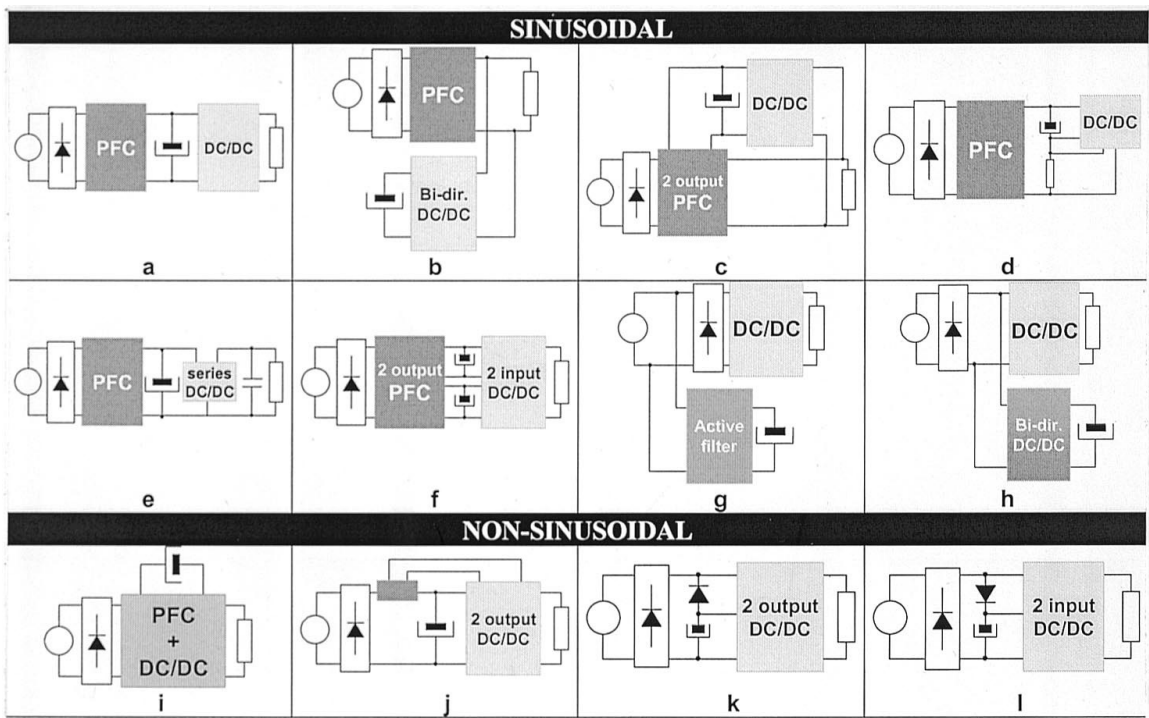 SINUSOIDAL
PFC
DC/DC
a
PFC
Bi-dir.
DC/DC
b
DC/DC
2 output
PFC
c
PFC
DC/DC
d
PFC
series
DC/DC
e
2 output
PFC
2 input
DC/DC
f
DC/DC
Active
filter
g
DC/DC
Bi-dir.
DC/DC
h
NON-SINUSOIDAL
PFC
+
DC/DC
i
2 output
DC/DC
j
2 output
DC/DC
k
2 input
DC/DC
l